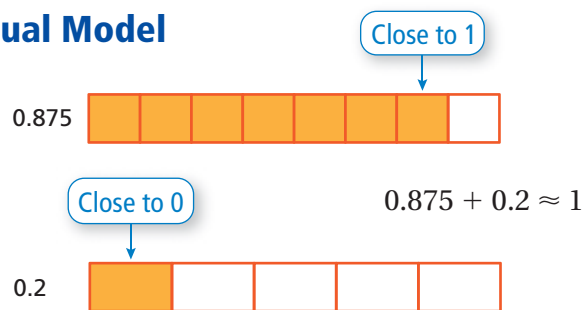 ual Model
Close to 1
0.875
Close to 0
0.875 + 0.2 ≈ 1
0.2